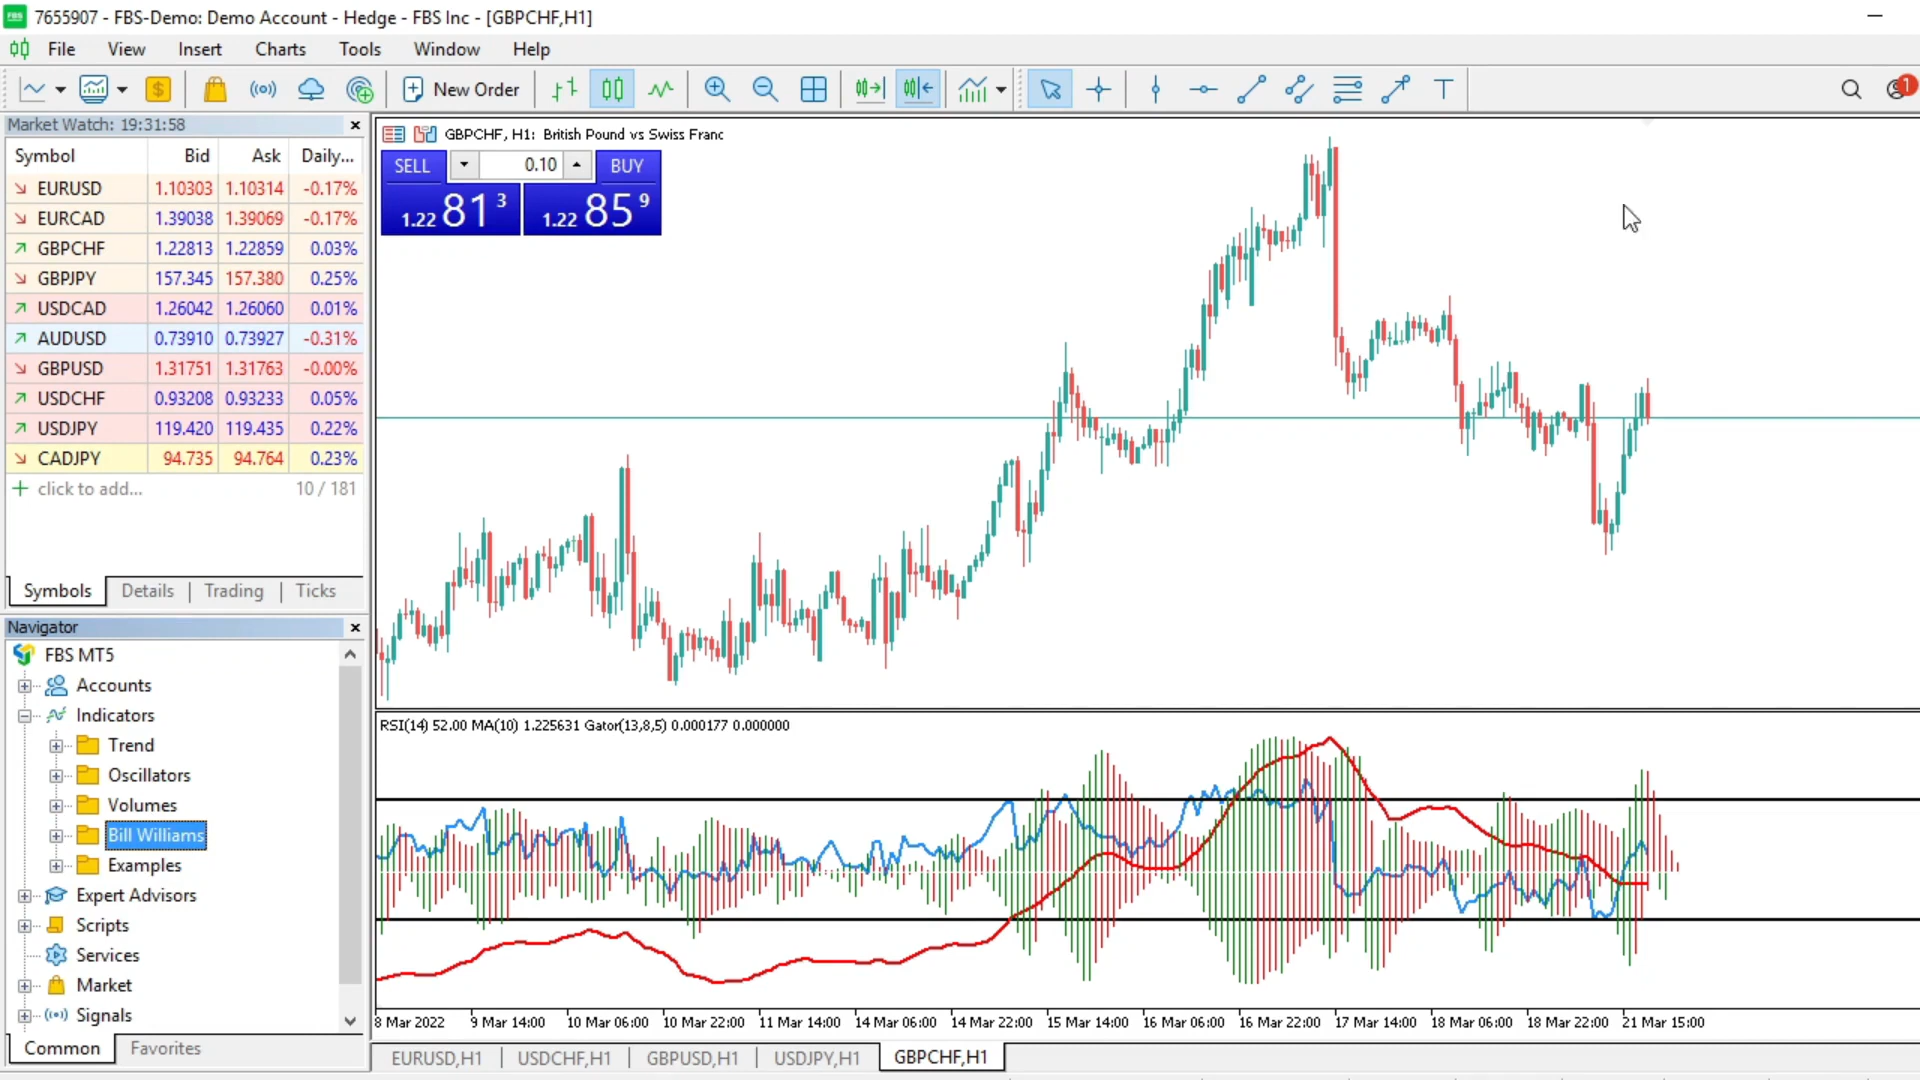 FBS 7655907 - FBS-Demo: Demo Account - Hedge - FBS Inc - [GBPCHF,H1]
File View Insert Charts Tools Window Help
$ New Order T 1
Market Watch: 19:31:58
Symbol Bid Ask Daily...
EURUSD 1.10303 1.10314 -0.17%
EURCAD 1.39038 1.39069 -0.17%
GBPCHF 1.22813 1.22859 0.03%
GBPJPY 157.345 157.380 0.25%
USDCAD 1.26042 1.26060 0.01%
AUDUSD 0.73910 0.73927 -0.31%
GBPUSD 1.31751 1.31763 -0.00%
USDCHF 0.93208 0.93233 0.05%
USDJPY 119.420 119.435 0.22%
CADJPY 94.735 94.764 0.23%
click to add... 10 / 181
Symbols Details Trading Ticks
Navigator
FBS MT5
Accounts
Indicators
Trend
Oscillators
Volumes
Bill Williams
Examples
Expert Advisors
Scripts
Services
Market
Signals
Common Favorites
GBPCHF, H1: British Pound vs Swiss Franc
SELL 0.10 BUY
1.22 81 3 1.22 85 9
RSI(14) 52.00 MA(10) 1.225631 Gator(13,8,5) 0.000177 0.000000
8 Mar 2022 9 Mar 14:00 10 Mar 06:00 10 Mar 22:00 11 Mar 14:00 14 Mar 06:00 14 Mar 22:00 15 Mar 14:00 16 Mar 06:00 16 Mar 22:00 17 Mar 14:00 18 Mar 06:00 18 Mar 22:00 21 Mar 15:00
EURUSD,H1 USDCHF,H1 GBPUSD,H1 USDJPY,H1 GBPCHF,H1